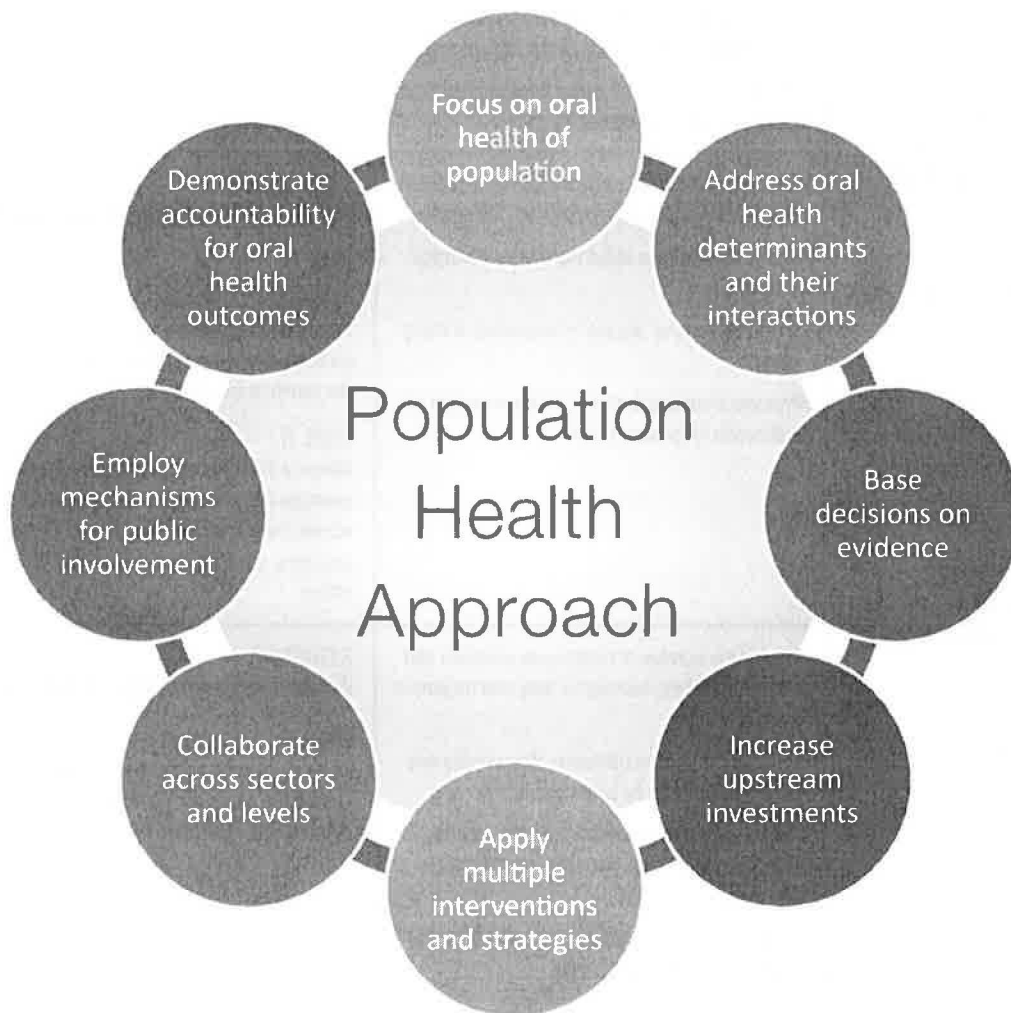 Focus on oral
health of
population
Address oral
health
determinants
and their
interactions
Base
decisions on
evidence
Increase
upstream
investments
Apply
multiple
interventions
and strategies
Collaborate
across sectors
and levels
Employ
mechanisms
for public
involvement
Demonstrate
accountability
for oral
health
outcomes
Population
Health
Approach